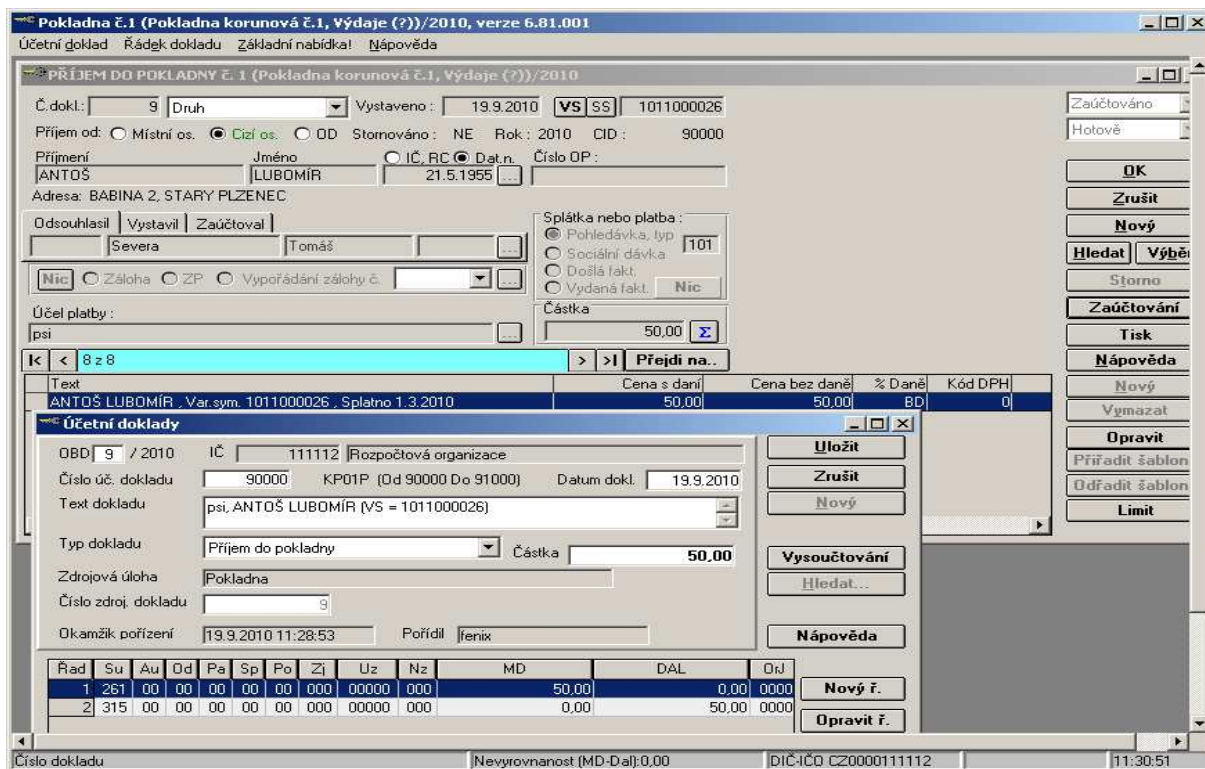 Pokladna č.1 (Pokladna korunová č.1, Výdaje (?))/2010, verze 6.81.001
Účetní doklad Řádek dokladu Základní nabídka! Nápověda
PŘÍJEM DO POKLADNY č. 1 (Pokladna korunová č.1, Výdaje (?))/2010
Č.dokl.: 9 Druh Vystaveno : 19.9.2010 VS SS 1011000026
Zaúčtováno
Příjem od: Místní os. Cizí os. OD Stornováno : NE Rok : 2010 CID : 90000
Hotově
Příjmení Jméno IČ, RC Dat.n. Číslo OP :
ANTOŠ LUBOMÍR 21.5.1955 ...
OK
Adresa: BABINA 2, STARY PLZENEC
Zrušit
Odsouhlasil Vystavil Zaúčtoval
Splátka nebo platba :
Nový
Severa Tomáš ...
Pohledávka, typ 101
Sociální dávka
Hledat Výbě
Nic Záloha ZP Vypořádání zálohy č. ...
Došlá fakt.
Vydaná fakt. Nic
Storno
Účel platby :
Částka
Zaúčtování
psi ... 50,00 Σ
Tisk
8 z 8 Přejdi na..
Nápověda
Text Cena s daní Cena bez daně % Daně Kód DPH
Nový
ANTOŠ LUBOMÍR , Var.sym. 1011000026 , Splatno 1.3.2010 50,00 50,00 BD 0
Vymazat
Opravit
Přiřadit šablon
Odřadit šablon
Limit
Účetní doklady
OBD 9 / 2010 IČ 111112 Rozpočtová organizace
Uložit
Číslo úč. dokladu 90000 KP01P (Od 90000 Do 91000) Datum dokl. 19.9.2010
Zrušit
Text dokladu psi, ANTOŠ LUBOMÍR (VS = 1011000026)
Nový
Typ dokladu Příjem do pokladny Částka 50,00
Vysoučtování
Zdrojová úloha Pokladna
Hledat...
Číslo zdroj. dokladu 9
Okamžik pořízení 19.9.2010 11:28:53 Pořídil fenix
Nápověda
Řad Su Au Od Pa Sp Po Zj Uz Nz MD DAL OrJ
1 261 00 00 00 00 00 000 00000 000 50,00 0,00 0000
Nový ř.
2 315 00 00 00 00 00 000 00000 000 0,00 50,00 0000
Opravit ř.
Číslo dokladu Nevyrovnanost (MD-Dal):0,00 DIČ-IČO CZ0000111112 11:30:51